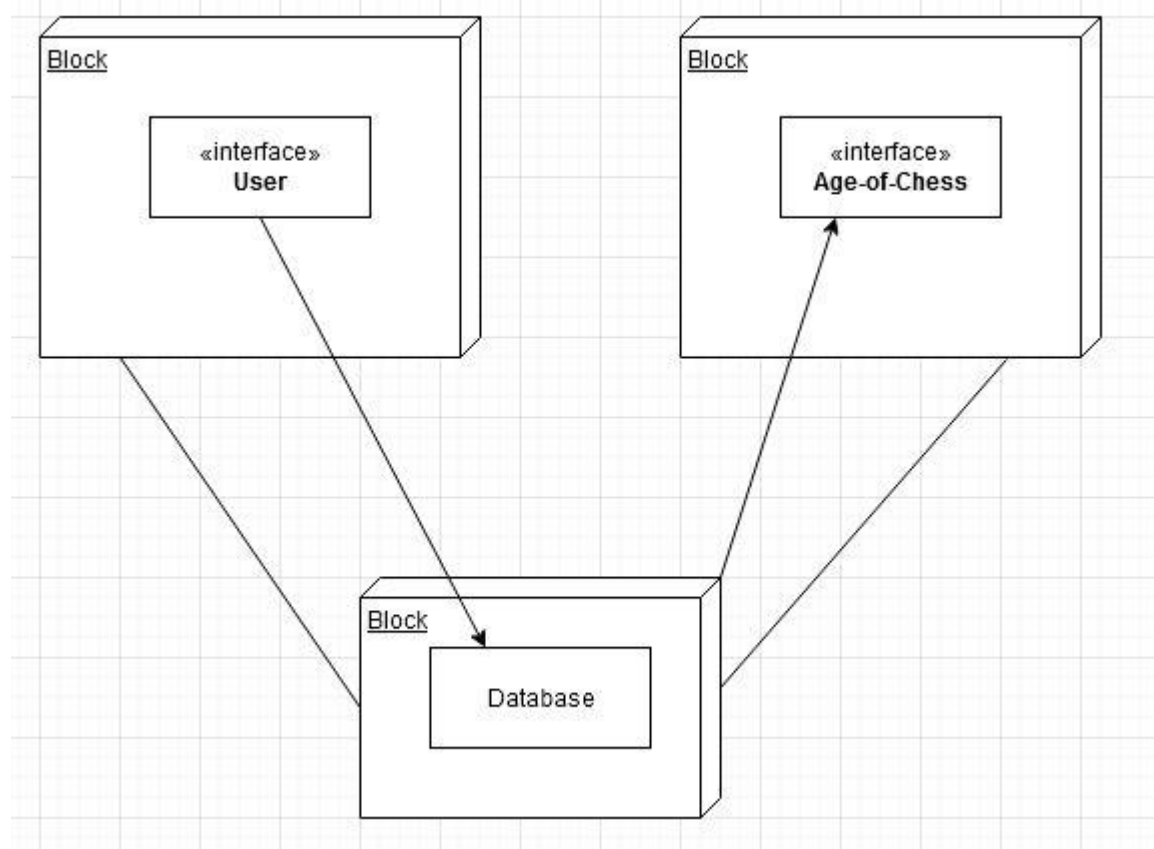 Block
«interface»
User
Block
«interface»
Age-of-Chess
Block
Database